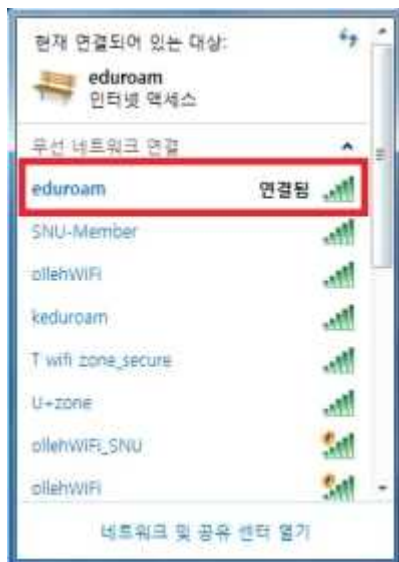 현재 연결되어 있는 대상:
eduroam
인터넷 액세스
무선 네트워크 연결
eduroam 연결됨
SNU-Member
ollehWiFi
keduroam
T wifi zone_secure
U+zone
ollehWiFi_SNU
ollehWiFi
네트워크 및 공유 센터 열기